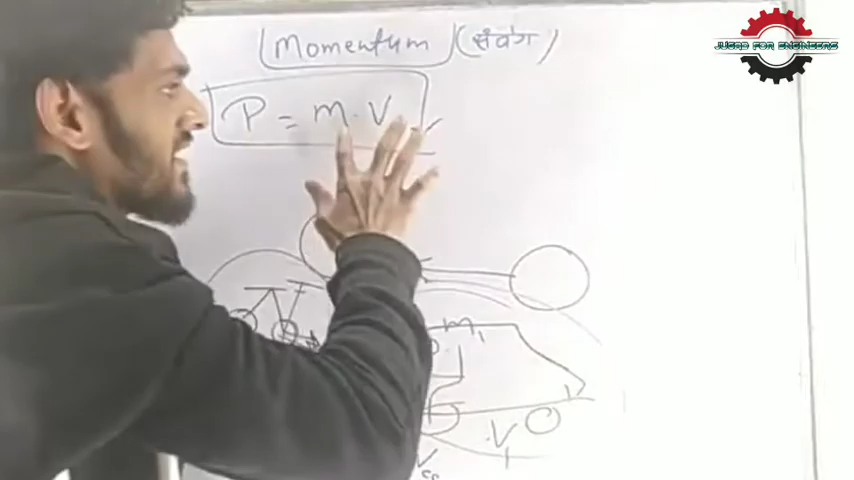 JUGAD FOR ENGINEERS
Momentum (संवेग)
P = m.V
m₁
V